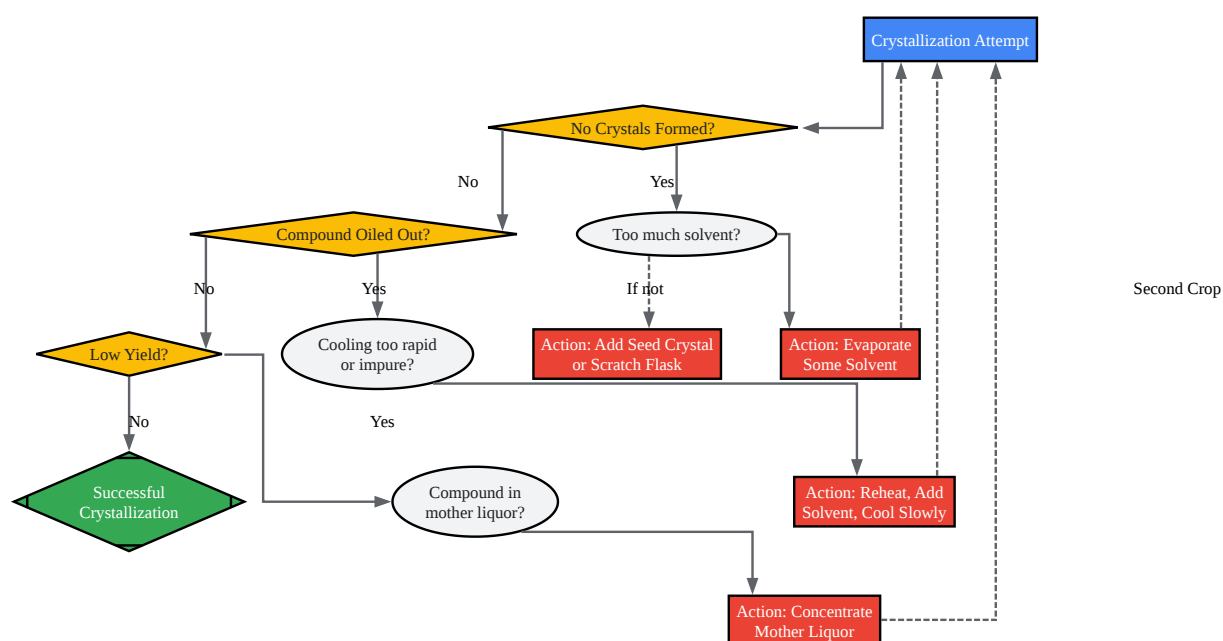 Crystallization Attempt
No Crystals Formed?
No
Yes
Compound Oiled Out?
Too much solvent?
No
Yes
If not
Second Crop
Low Yield?
Cooling too rapid
or impure?
Action: Add Seed Crystal
or Scratch Flask
Action: Evaporate
Some Solvent
No
Yes
Successful
Crystallization
Compound in
mother liquor?
Action: Reheat, Add
Solvent, Cool Slowly
Action: Concentrate
Mother Liquor